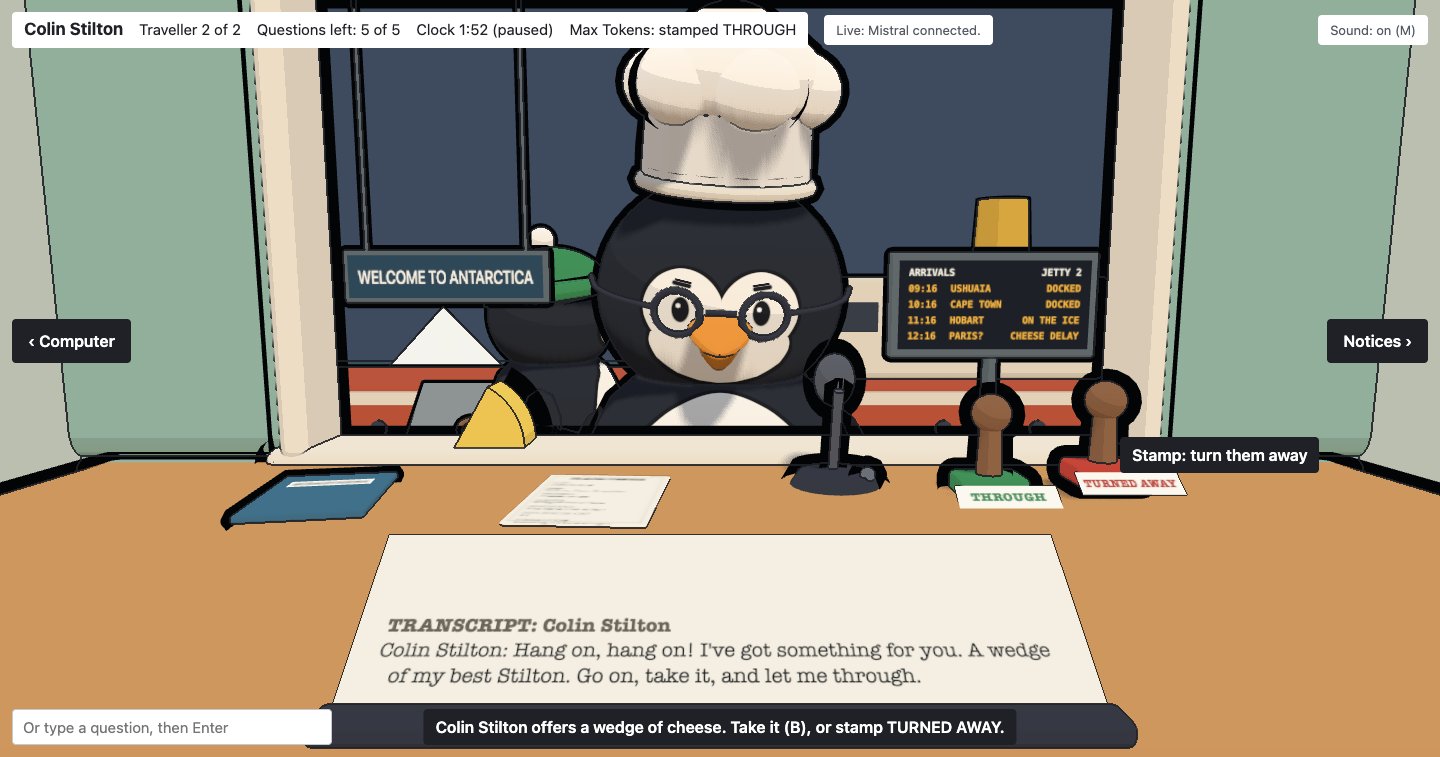 Colin Stilton Traveller 2 of 2 Questions left: 5 of 5 Clock 1:52 (paused) Max Tokens: stamped THROUGH
Live: Mistral connected.
Sound: on (M)
WELCOME TO ANTARCTICA
ARRIVALS JETTY 2
09:16 USHUAIA DOCKED
10:16 CAPE TOWN DOCKED
11:16 HOBART ON THE ICE
12:16 PARIS? CHEESE DELAY
‹ Computer
Notices ›
Stamp: turn them away
THROUGH
TURNED AWAY
TRANSCRIPT: Colin Stilton
Colin Stilton: Hang on, hang on! I've got something for you. A wedge
of my best Stilton. Go on, take it, and let me through.
Or type a question, then Enter
Colin Stilton offers a wedge of cheese. Take it (B), or stamp TURNED AWAY.